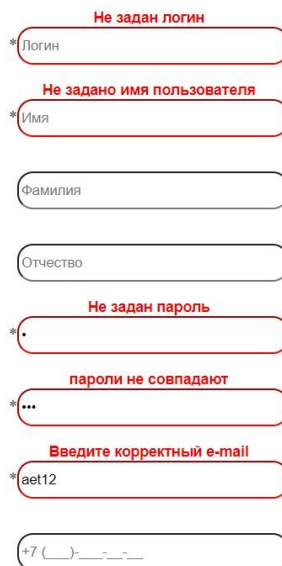 Не задан логин
* Логин
Не задано имя пользователя
* Имя
Фамилия
Отчество
Не задан пароль
* •
пароли не совпадают
* •••
Введите корректный e-mail
* aet12
+7 (___)-___-__-__